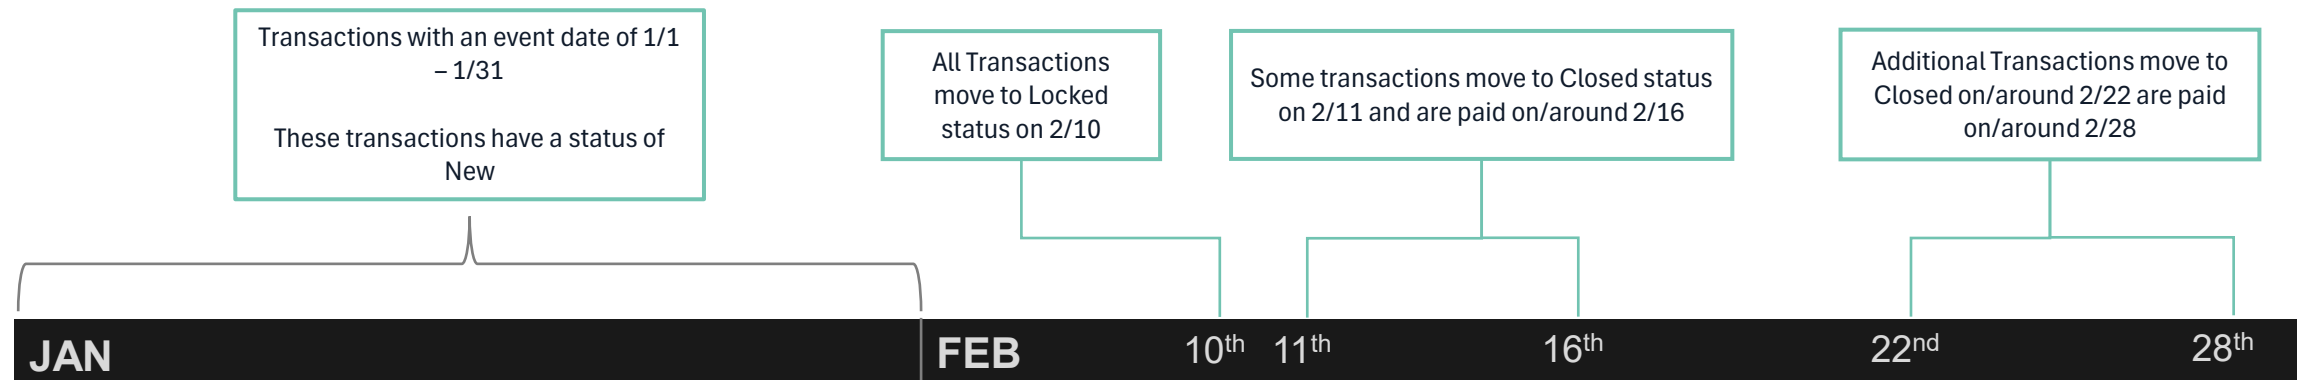 Transactions with an event date of 1/1
– 1/31
These transactions have a status of
New
All Transactions
move to Locked
status on 2/10
Some transactions move to Closed status
on 2/11 and are paid on/around 2/16
Additional Transactions move to
Closed on/around 2/22 are paid
on/around 2/28
JAN
FEB
10th
11th
16th
22nd
28th